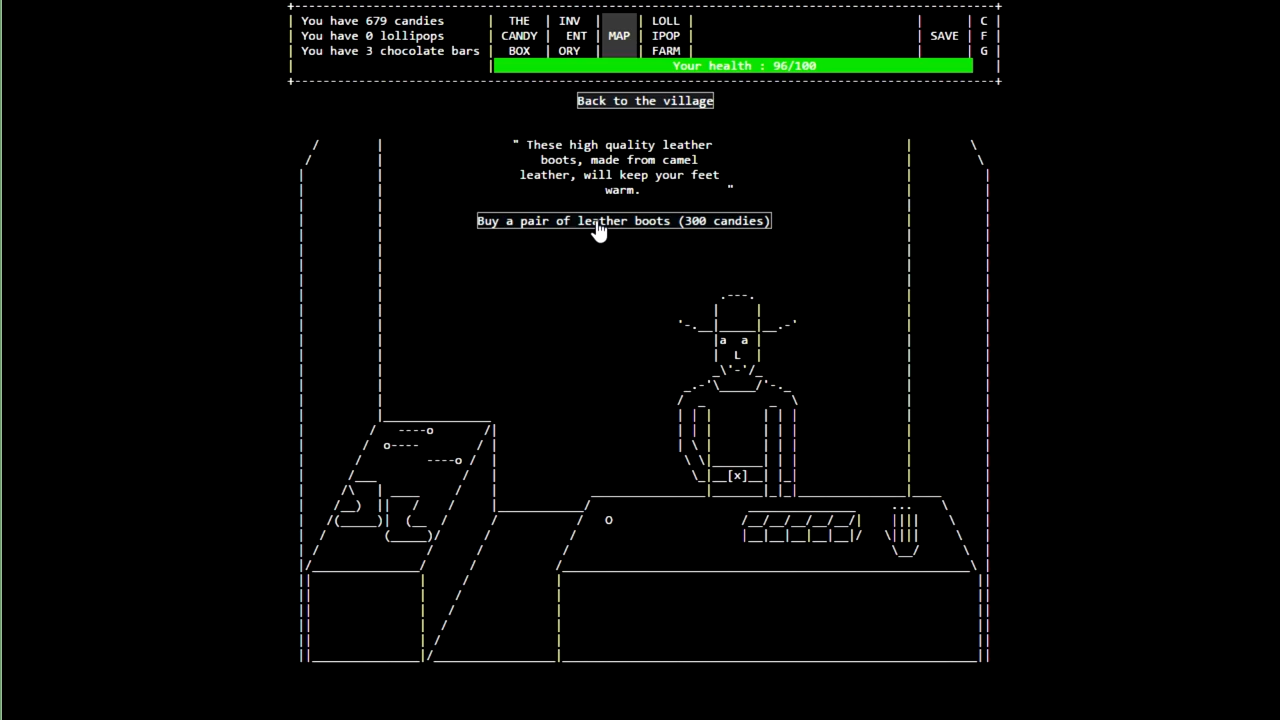 You have 679 candies THE INV LOLL C
You have 0 lollipops CANDY ENT MAP IPOP SAVE F
You have 3 chocolate bars BOX ORY FARM G
Your health : 96/100
Back to the village
" These high quality leather
boots, made from camel
leather, will keep your feet
warm. "
Buy a pair of leather boots (300 candies)